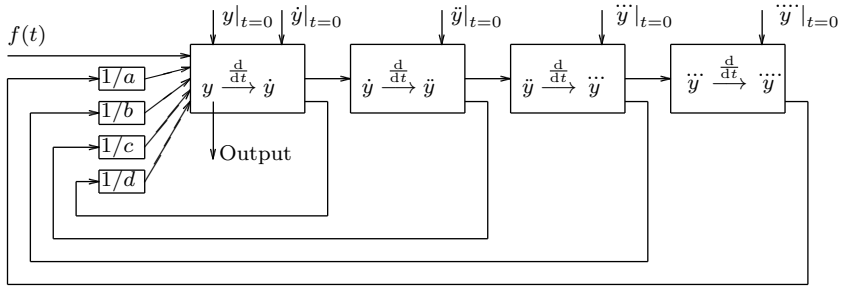 y|t=0 ẏ|t=0 ÿ|t=0 y⃛|t=0 y⃜|t=0
f(t)
1/a
y d/dt→ ẏ
ẏ d/dt→ ÿ
ÿ d/dt→ y⃛
y⃛ d/dt→ y⃜
1/b
1/c
Output
1/d